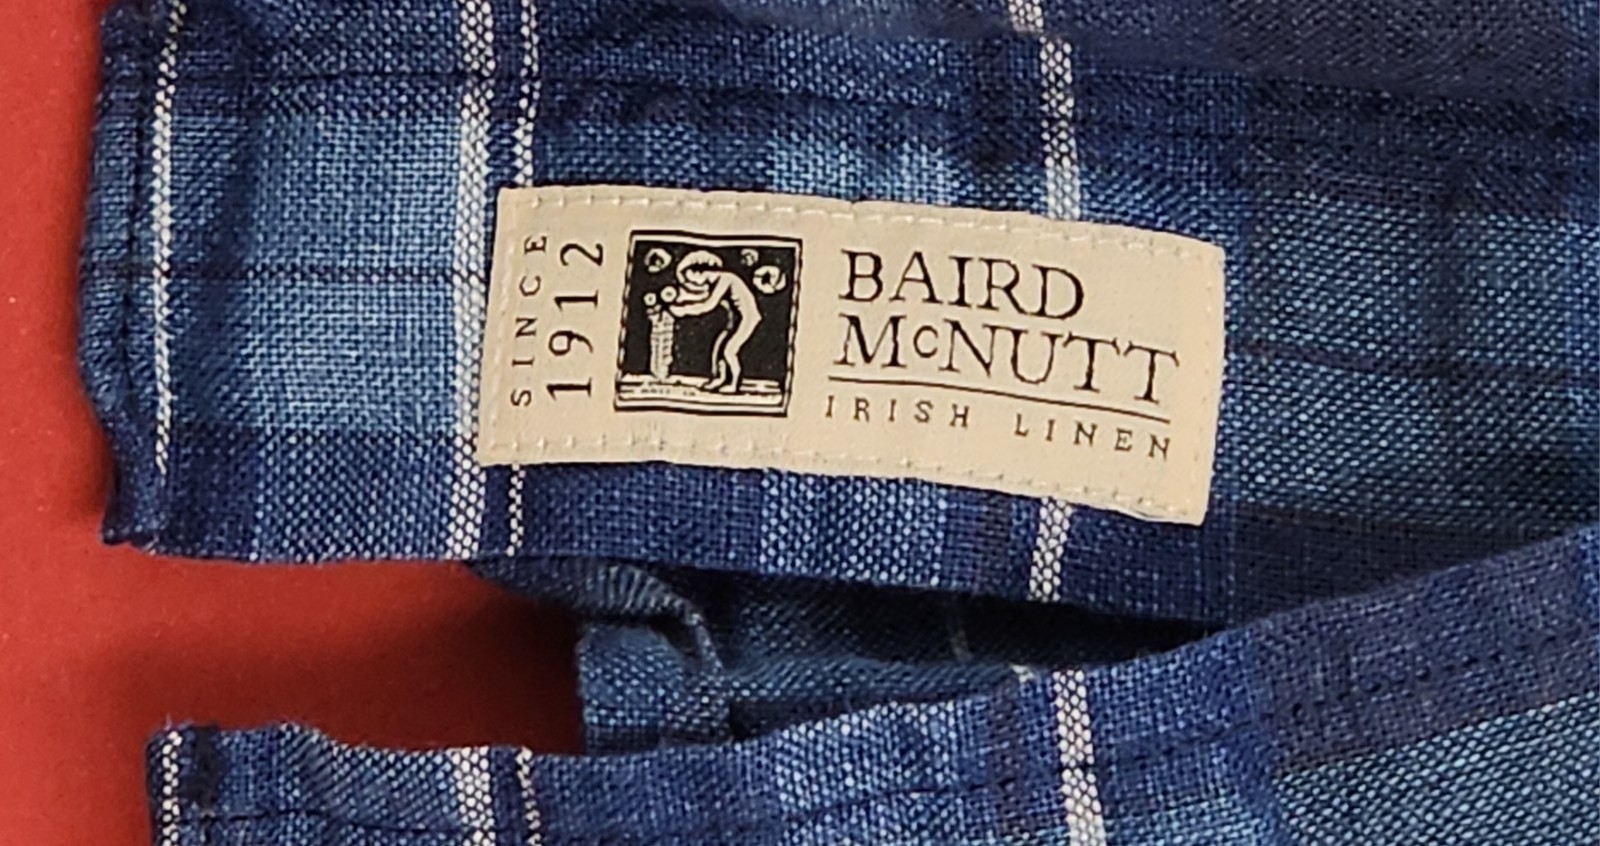 SINCE
1912
BAIRD
McNUTT
IRISH LINEN